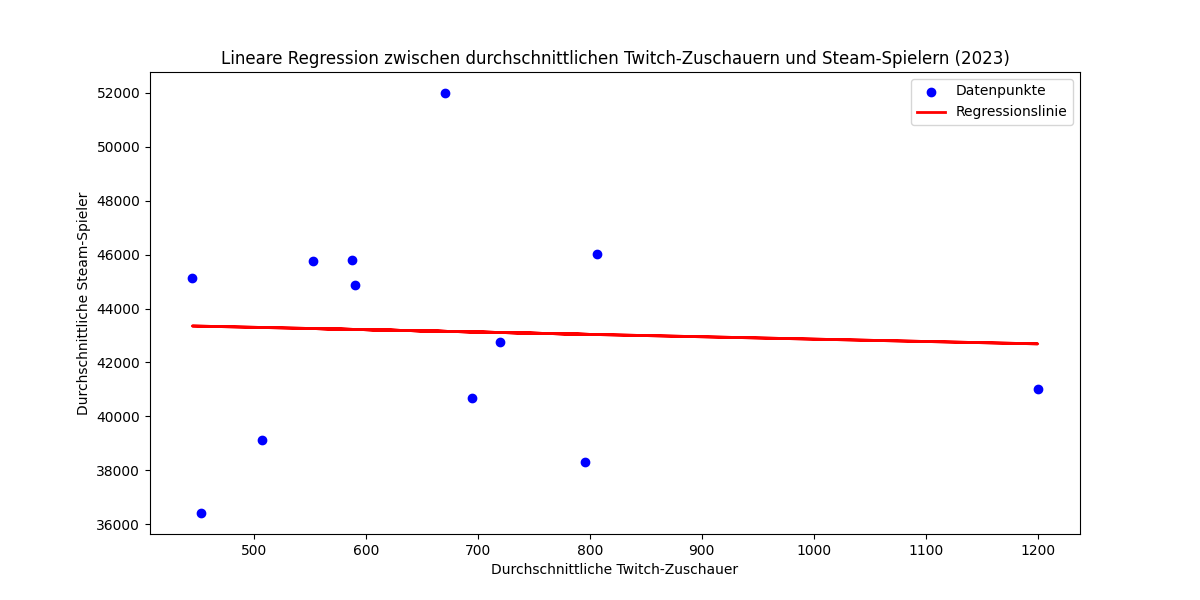 Lineare Regression zwischen durchschnittlichen Twitch-Zuschauern und Steam-Spielern (2023)
Datenpunkte
Regressionslinie
Durchschnittliche Steam-Spieler
52000
50000
48000
46000
44000
42000
40000
38000
36000
500 600 700 800 900 1000 1100 1200
Durchschnittliche Twitch-Zuschauer